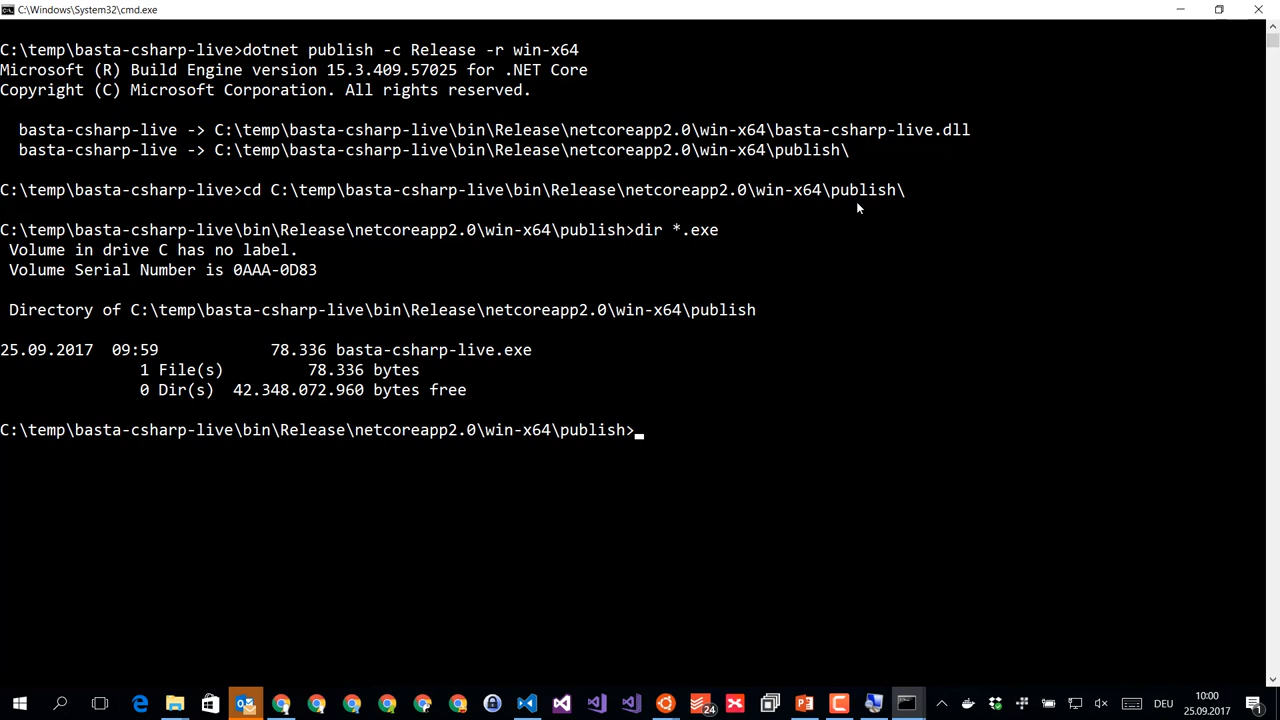 C:\Windows\System32\cmd.exe
C:\temp\basta-csharp-live>dotnet publish -c Release -r win-x64
Microsoft (R) Build Engine version 15.3.409.57025 for .NET Core
Copyright (C) Microsoft Corporation. All rights reserved.
basta-csharp-live -> C:\temp\basta-csharp-live\bin\Release\netcoreapp2.0\win-x64\basta-csharp-live.dll
basta-csharp-live -> C:\temp\basta-csharp-live\bin\Release\netcoreapp2.0\win-x64\publish\
C:\temp\basta-csharp-live>cd C:\temp\basta-csharp-live\bin\Release\netcoreapp2.0\win-x64\publish\
C:\temp\basta-csharp-live\bin\Release\netcoreapp2.0\win-x64\publish>dir *.exe
Volume in drive C has no label.
Volume Serial Number is 0AAA-0D83
Directory of C:\temp\basta-csharp-live\bin\Release\netcoreapp2.0\win-x64\publish
25.09.2017 09:59 78.336 basta-csharp-live.exe
1 File(s) 78.336 bytes
0 Dir(s) 42.348.072.960 bytes free
C:\temp\basta-csharp-live\bin\Release\netcoreapp2.0\win-x64\publish>
24
DEU
10:00
25.09.2017
1